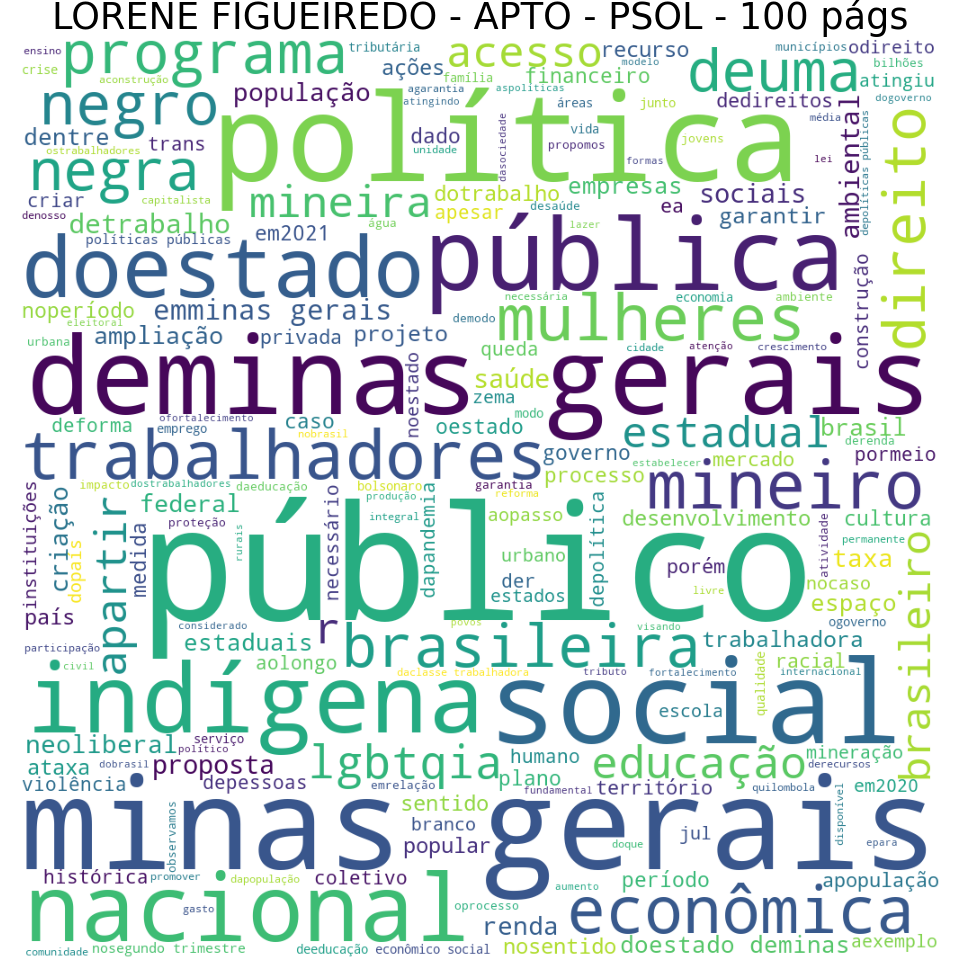 LORENE FIGUEIREDO - APTO - PSOL - 100 págs
ensino
programa
tributária
acesso
recurso
modelo
municípios
odireito
crise
aconstrução
ações
família
financeiro
deuma
bilhões
atingiu
negro
população
agarantia
atingindo
aspolíticas
áreas
junto
dedireitos
dogoverno
média
ambiental
depolíticas públicas
direito
dentre
trans
política
dado
unidade
dasociedade
vida
propomos
jovens
formas
lei
ostrabalhadores
negra
criar
capitalista
mineira
dotrabalho
empresas
sociais
denosso
detrabalho
apesar
desaúde
ea
garantir
políticas públicas
em2021
água
lazer
doestado
pública
construção
noperíodo
emminas gerais
necessária
economia
ambiente
eleitoral
urbana
ampliação
privada
projeto
demodo
mulheres
queda
cidade
atenção
crescimento
deminas gerais
noestado
saúde
zema
modo
deforma
ofortalecimento
emprego
caso
nobrasil
oestado
estadual
brasil
derenda
trabalhadores
governo
processo
estabelecer
mercado
pormeio
instituições
criação
impacto
dostrabalhadores
daeducação
bolsonaro
garantia
reforma
mineiro
dopaís
apartir
medida
federal
proteção
rurais
necessário
produção
integral
dapandemia
aopasso
depolítica
desenvolvimento
atividade
cultura
permanente
brasileiro
público
urbano
der
estados
porém
livre
taxa
nocaso
espaço
ogoverno
país
considerado
estaduais
r
povos
visando
participação
civil
aolongo
brasileira
daclasse trabalhadora
tributo
trabalhadora
fortalecimento
qualidade
racial
internacional
indígena
social
escola
neoliberal
serviço
político
ataxa
dobrasil
proposta
lgbtqia
humano
educação
mineração
derecursos
violência
depessoas
emrelação
plano
fundamental
território
quilombola
em2020
minas gerais
observamos
sentido
branco
popular
jul
doque
disponível
epara
histórica
promover
dapopulação
coletivo
aumento
período
apopulação
nacional
gasto
oprocesso
renda
econômica
comunidade
nosegundo trimestre
deeducação
econômico social
nosentido
doestado deminas
aexemplo